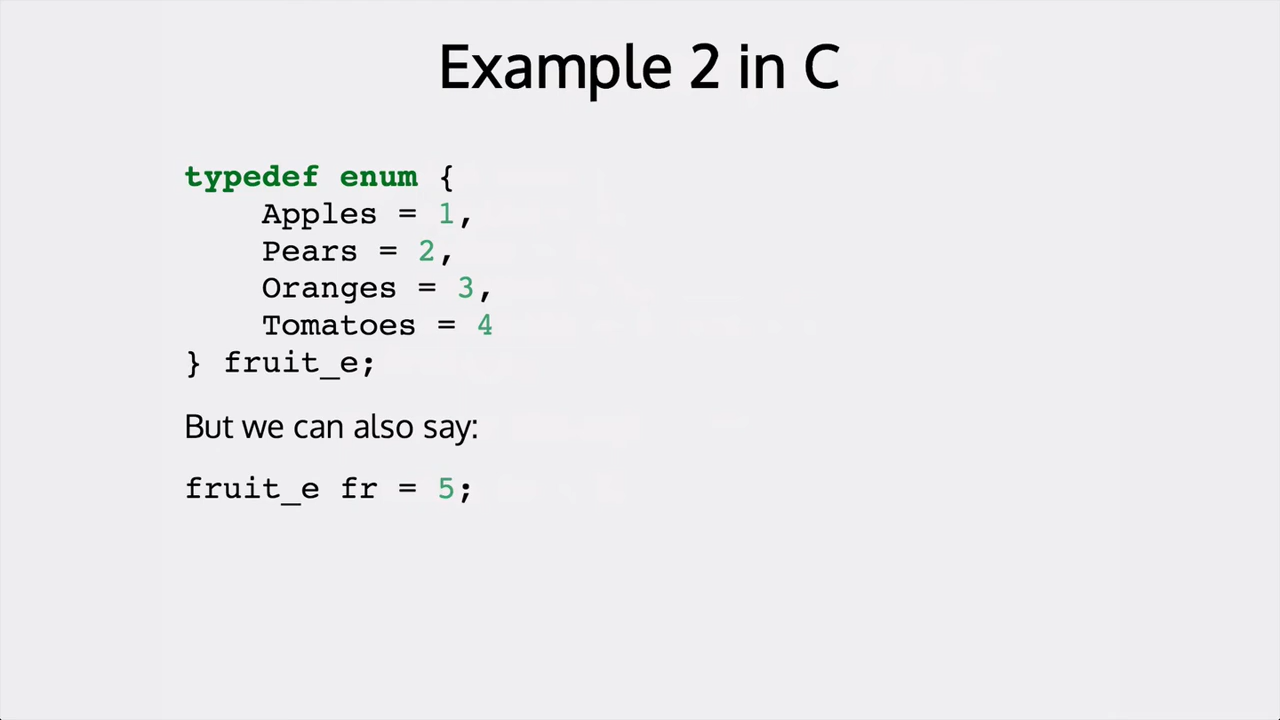 Example 2 in C
typedef enum {
    Apples = 1,
    Pears = 2,
    Oranges = 3,
    Tomatoes = 4
} fruit_e;
But we can also say:
fruit_e fr = 5;